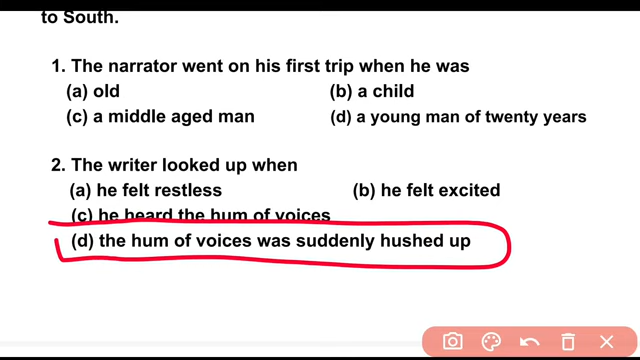 to South.
1. The narrator went on his first trip when he was
(a) old (b) a child
(c) a middle aged man (d) a young man of twenty years
2. The writer looked up when
(a) he felt restless (b) he felt excited
(c) he heard the hum of voices
(d) the hum of voices was suddenly hushed up